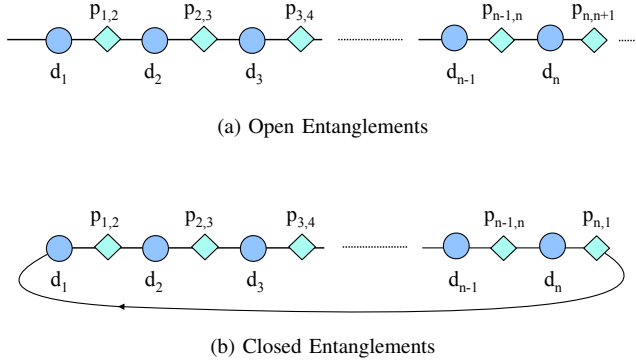 p1,2 p2,3 p3,4 pn-1,n pn,n+1
d1 d2 d3 dn-1 dn
(a) Open Entanglements
p1,2 p2,3 p3,4 pn-1,n pn,1
d1 d2 d3 dn-1 dn
(b) Closed Entanglements